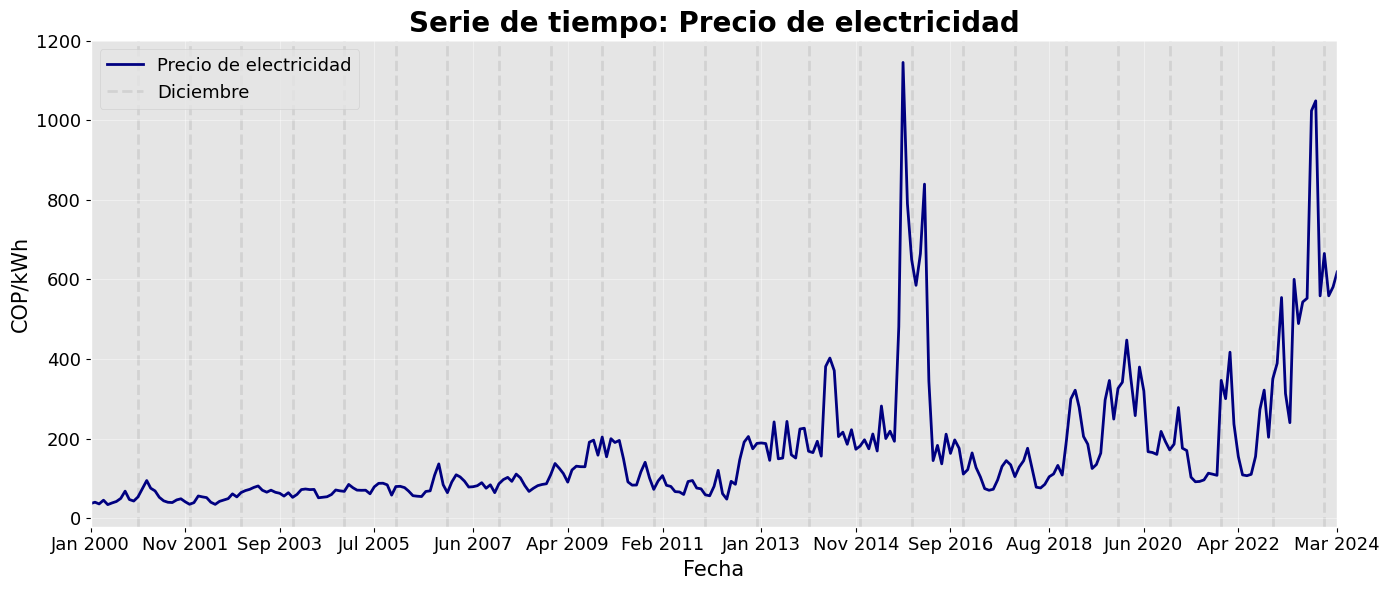 Serie de tiempo: Precio de electricidad
1200
1000
800
600
400
200
0
COP/kWh
Precio de electricidad
Diciembre
Jan 2000 Nov 2001 Sep 2003 Jul 2005 Jun 2007 Apr 2009 Feb 2011 Jan 2013 Nov 2014 Sep 2016 Aug 2018 Jun 2020 Apr 2022 Mar 2024
Fecha